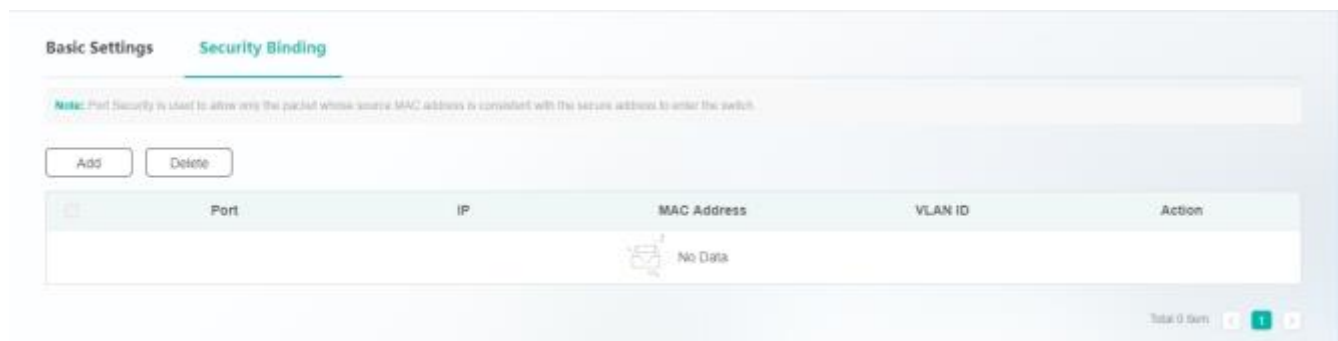 Basic Settings Security Binding
Note: Port Security is used to allow only the packet whose source MAC address is consistent with the secure address to enter the switch.
Add Delete
Port IP MAC Address VLAN ID Action
No Data
Total 0 Item < 1 >